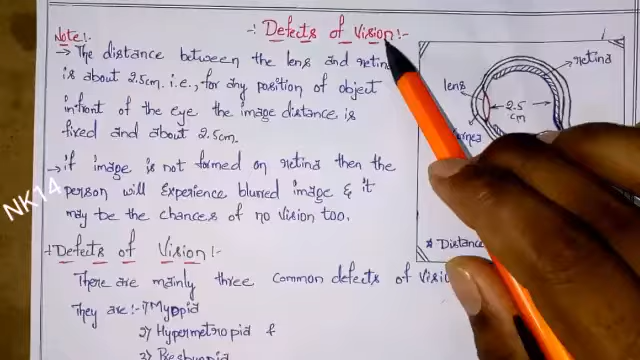 -: Defects of Vision:-
Note:-
→ The distance between the lens and retina
is about 2.5cm. i.e., for any position of object
infront of the eye the image distance is
fixed and about 2.5cm.
→ if image is not formed on retina then the
person will Experience blurred image & it
may be the chances of no vision too.
NK14
retina
lens
2.5
cm
* Distance
-: Defects of Vision :-
There are mainly three common defects of
They are :- 1) Myopia
2) Hypermetropia &
3) Presbyopia